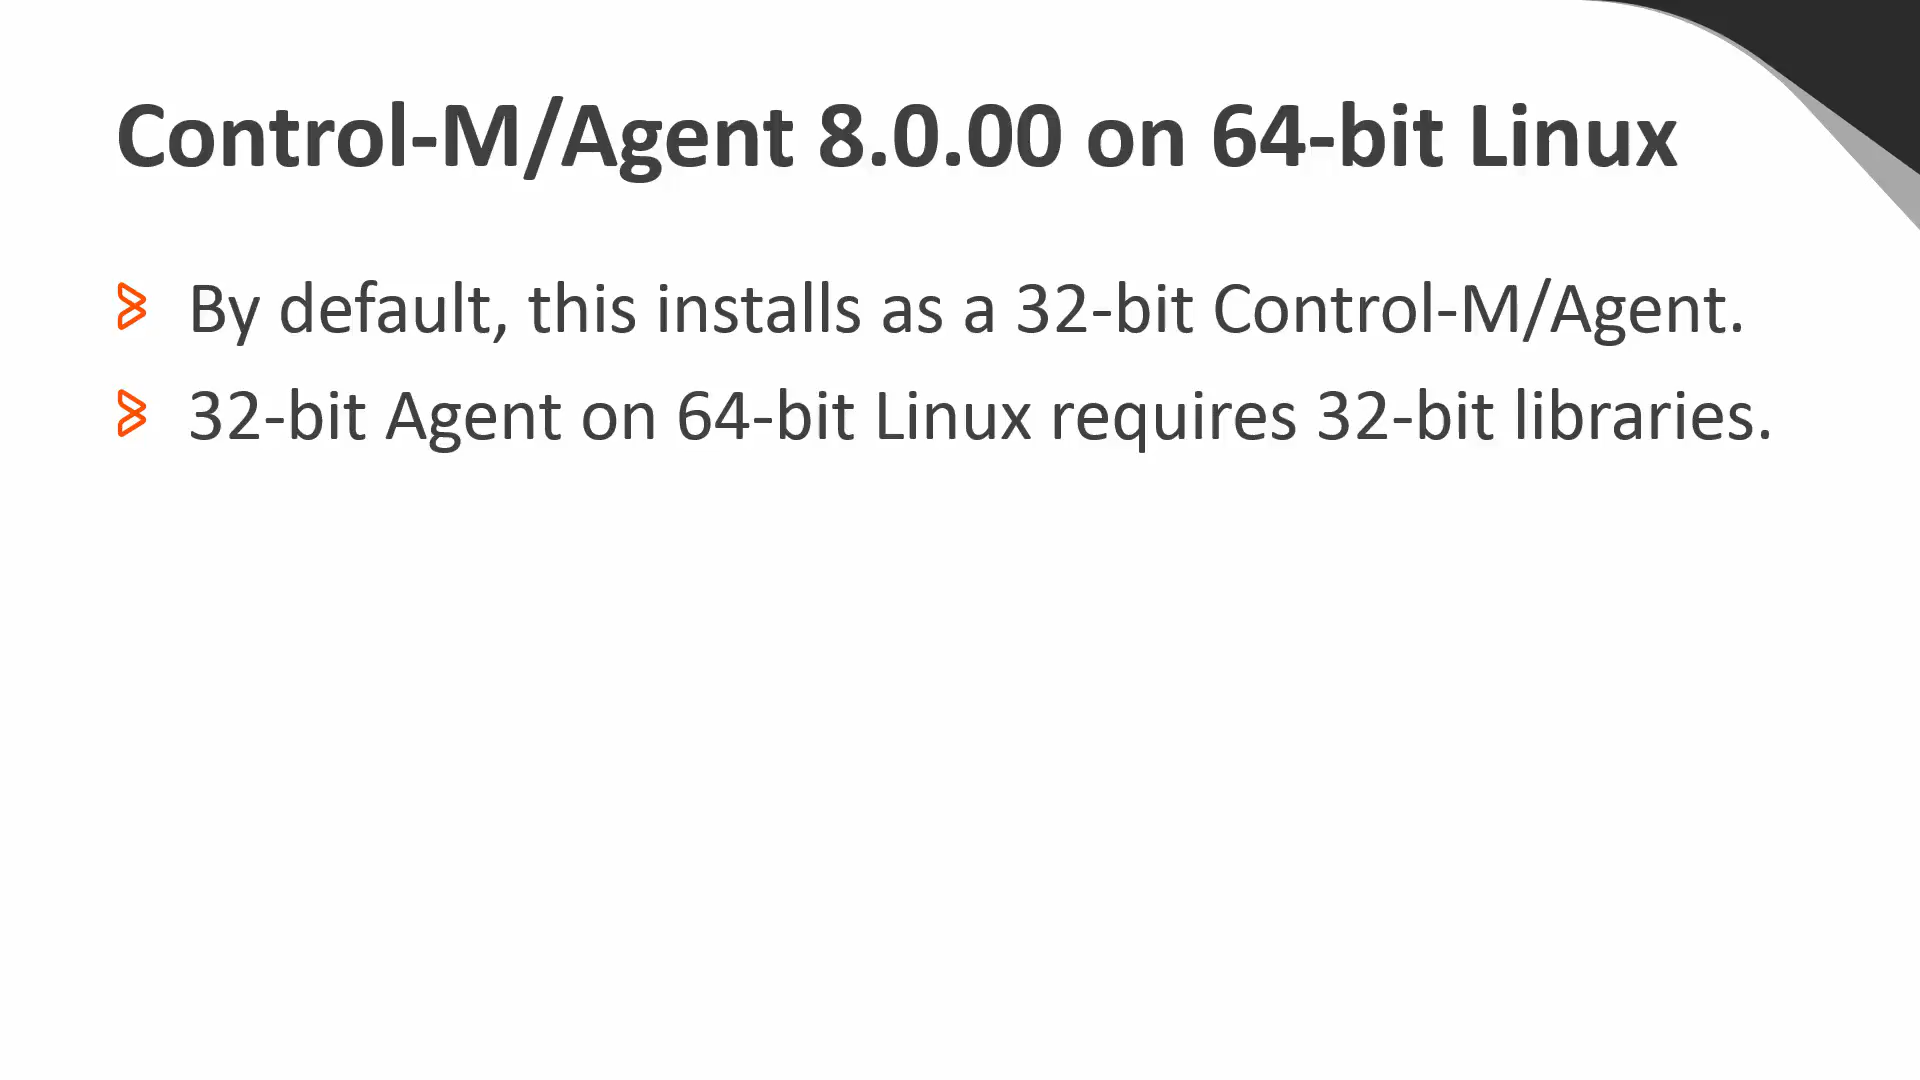 Control-M/Agent 8.0.00 on 64-bit Linux
By default, this installs as a 32-bit Control-M/Agent.
32-bit Agent on 64-bit Linux requires 32-bit libraries.